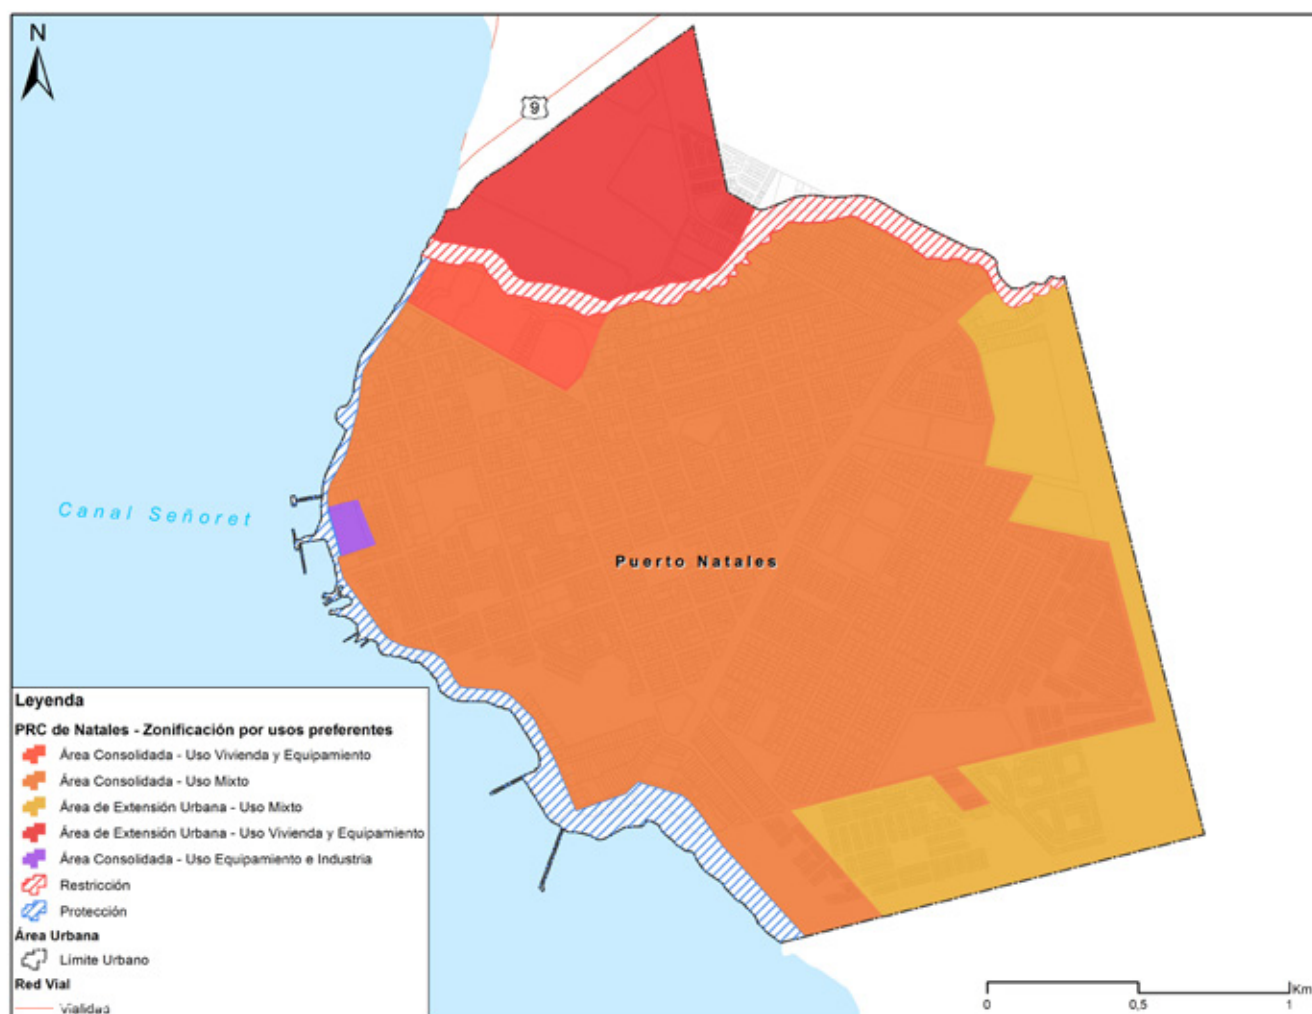 N
9
Canal Señoret
Puerto Natales
Leyenda
PRC de Natales - Zonificación por usos preferentes
Área Consolidada - Uso Vivienda y Equipamiento
Área Consolidada - Uso Mixto
Área de Extensión Urbana - Uso Mixto
Área de Extensión Urbana - Uso Vivienda y Equipamiento
Área Consolidada - Uso Equipamiento e Industria
Restricción
Protección
Área Urbana
Límite Urbano
Red Vial
Vialidad
Km
0 0,5 1